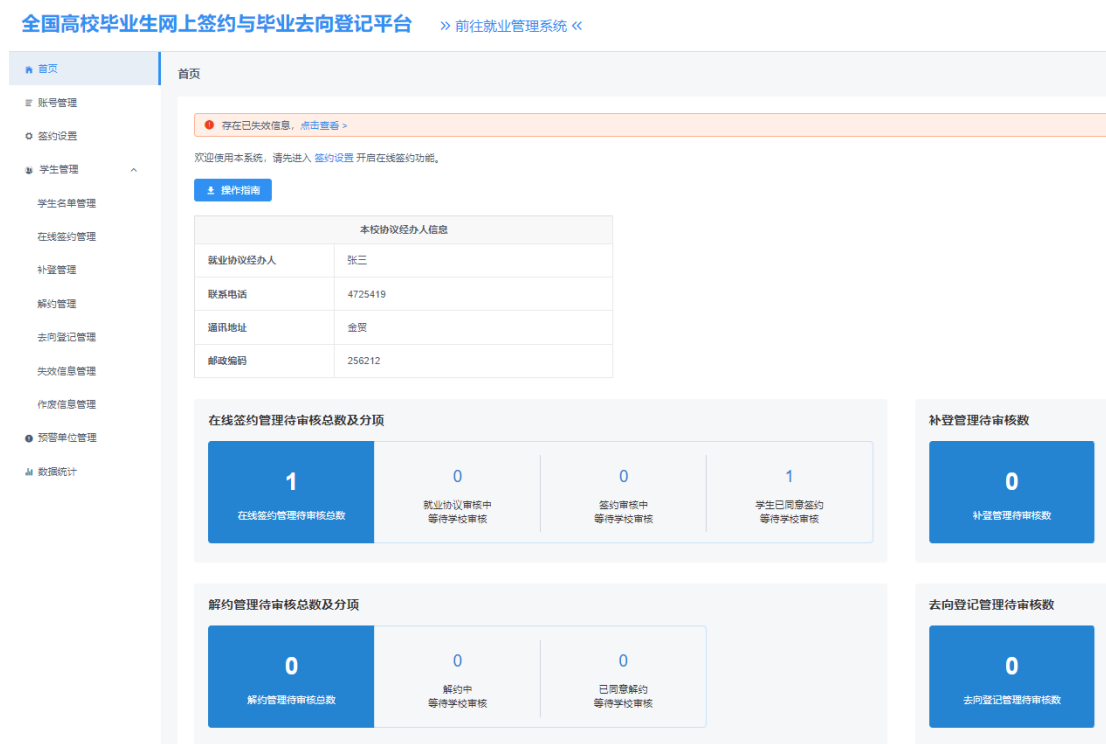 全国高校毕业生网上签约与毕业去向登记平台 >> 前往就业管理系统 <<
首页
账号管理
签约设置
学生管理
学生名单管理
在线签约管理
补登管理
解约管理
去向登记管理
失效信息管理
作废信息管理
预警单位管理
数据统计
首页
存在已失效信息，点击查看 >
欢迎使用本系统，请先进入 签约设置 开启在线签约功能。
操作指南
本校协议经办人信息
就业协议经办人 张三
联系电话 4725419
通讯地址 金贸
邮政编码 256212
在线签约管理待审核总数及分项
1
在线签约管理待审核总数
0
就业协议审核中
等待学校审核
0
签约审核中
等待学校审核
1
学生已同意签约
等待学校审核
补登管理待审核数
0
补登管理待审核数
解约管理待审核总数及分项
0
解约管理待审核总数
0
解约中
等待学校审核
0
已同意解约
等待学校审核
去向登记管理待审核数
0
去向登记管理待审核数